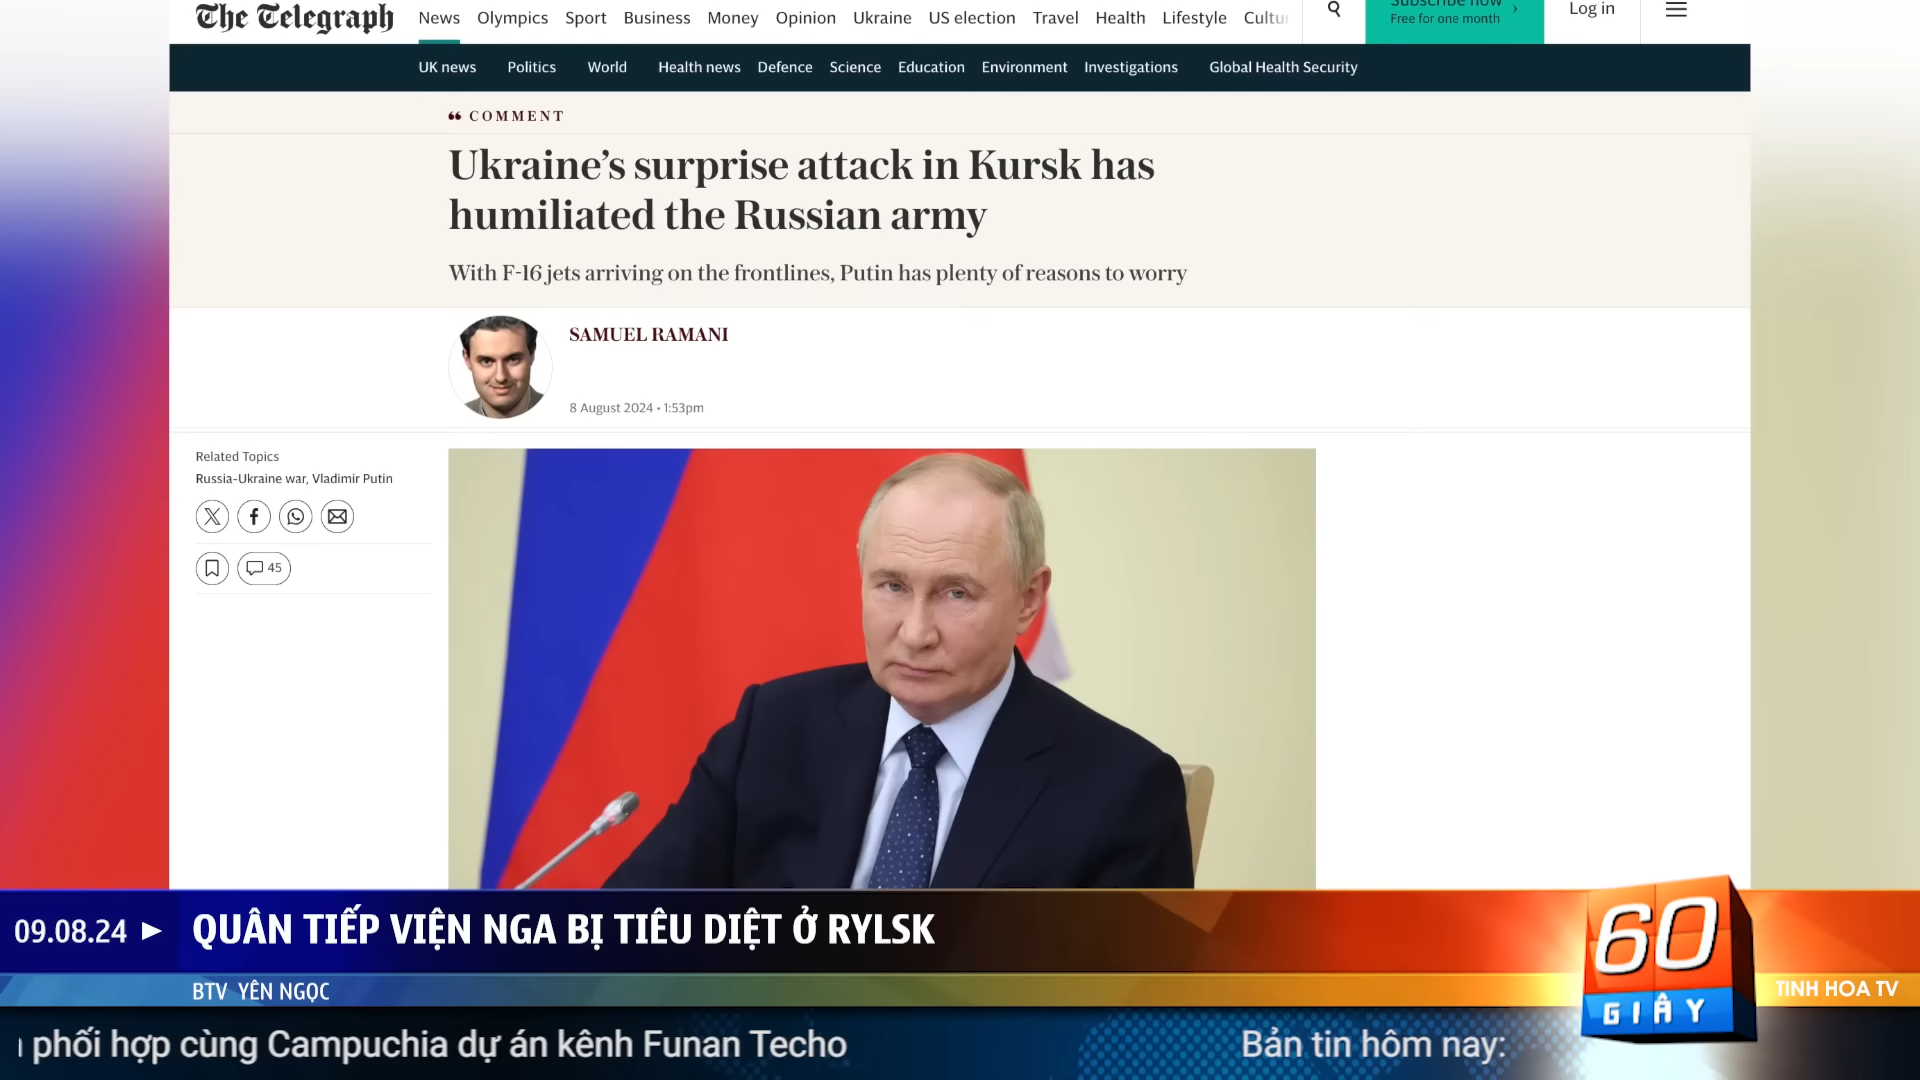 The Telegraph
News Olympics Sport Business Money Opinion Ukraine US election Travel Health Lifestyle
Subscribe now
Free for one month
Log in
UK news Politics World Health news Defence Science Education Environment Investigations Global Health Security
COMMENT
Ukraine's surprise attack in Kursk has
humiliated the Russian army
With F-16 jets arriving on the frontlines, Putin has plenty of reasons to worry
SAMUEL RAMANI
8 August 2024 • 1:53pm
Related Topics
Russia-Ukraine war, Vladimir Putin
45
09.08.24 QUÂN TIẾP VIỆN NGA BỊ TIÊU DIỆT Ở RYLSK
BTV YÊN NGỌC
60
GIÂY
TINH HOA TV
phối hợp cùng Campuchia dự án kênh Funan Techo
Bản tin hôm nay: